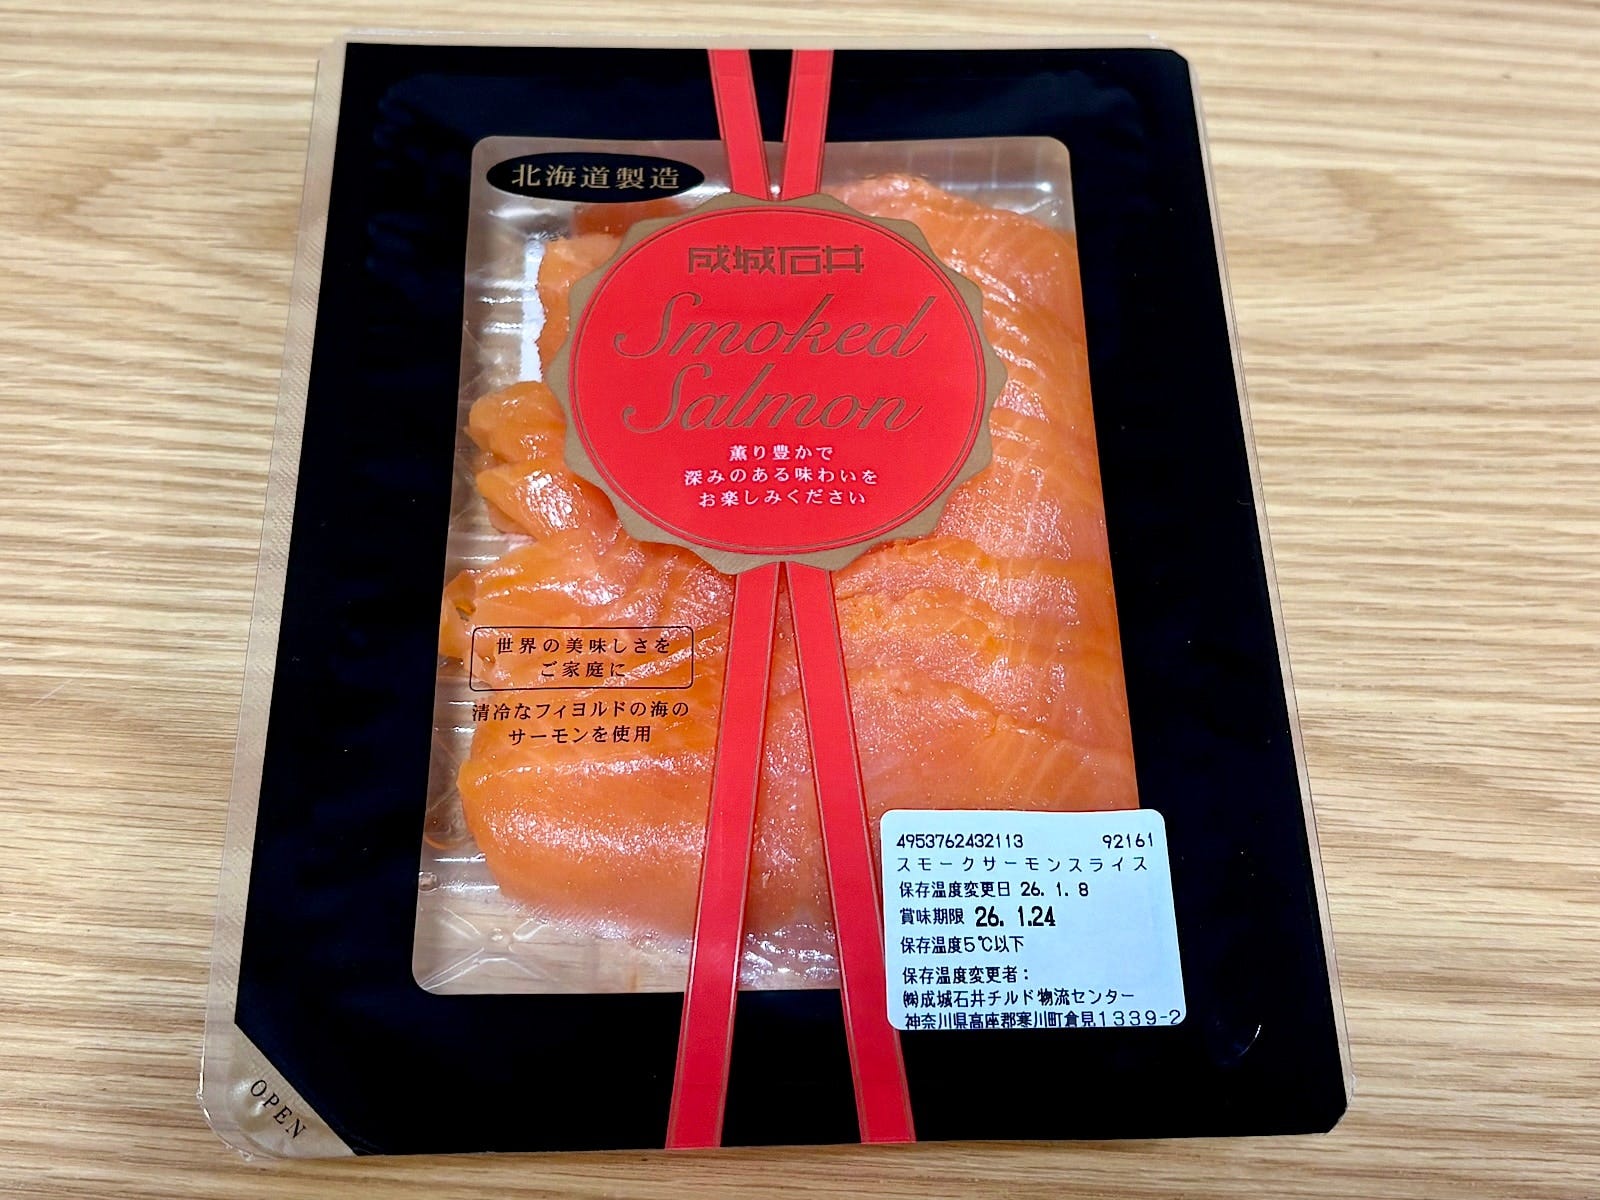 北海道製造
成城石井
Smoked
Salmon
薫り豊かで
深みのある味わいを
お楽しみください
世界の美味しさを
ご家庭に
清冷なフィヨルドの海の
サーモンを使用
4953762432113 92161
スモークサーモンスライス
保存温度変更日 26. 1. 8
賞味期限 26. 1.24
保存温度5℃以下
保存温度変更者：
㈱成城石井チルド物流センター
神奈川県高座郡寒川町倉見1339-2
OPEN